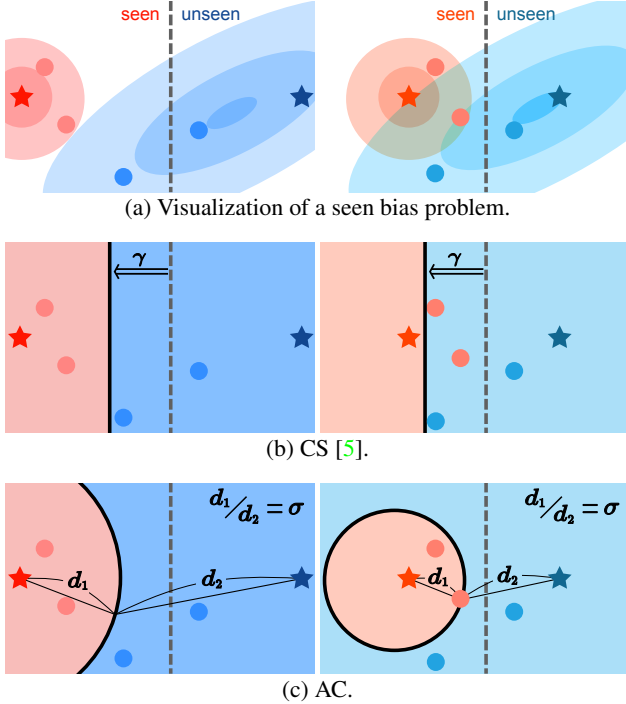 seen unseen seen unseen
(a) Visualization of a seen bias problem.
γ γ
(b) CS [5].
d₁/d₂ = σ d₁/d₂ = σ
d₁ d₂ d₁ d₂
(c) AC.